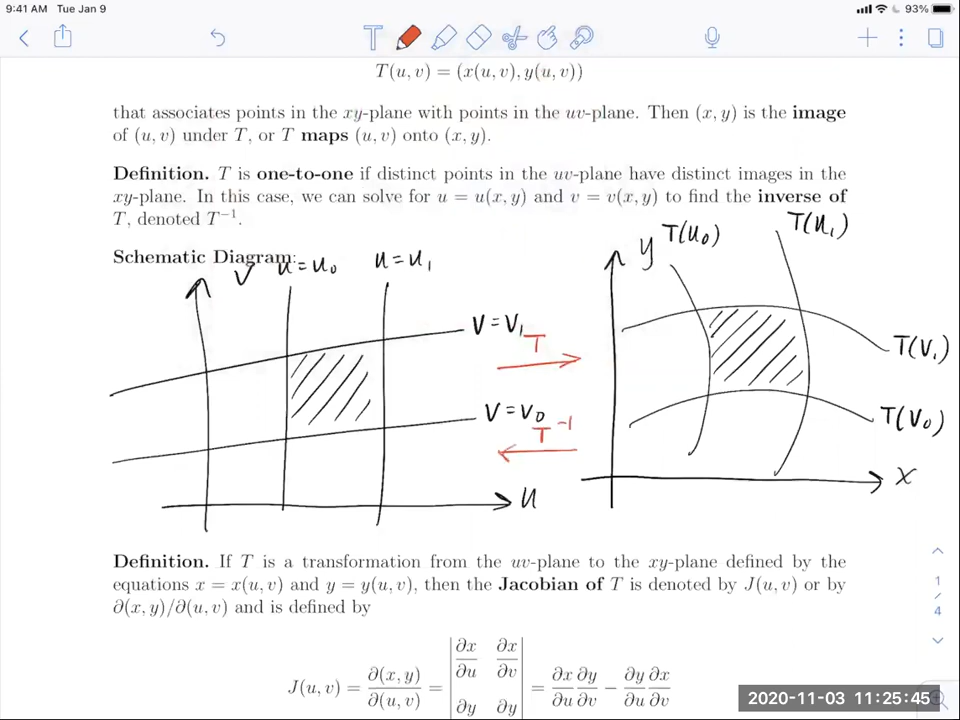 9:41 AM Tue Jan 9
93%
T(u, v) = (x(u, v), y(u, v))
that associates points in the xy-plane with points in the uv-plane. Then (x, y) is the image
of (u, v) under T, or T maps (u, v) onto (x, y).
Definition. T is one-to-one if distinct points in the uv-plane have distinct images in the
xy-plane. In this case, we can solve for u = u(x, y) and v = v(x, y) to find the inverse of
T, denoted T⁻¹.
Schematic Diagram:
V
u=u₀
u=u₁
V=V₁
V=V₀
u
T
T⁻¹
y
T(u₀)
T(u₁)
T(V₁)
T(V₀)
x
Definition. If T is a transformation from the uv-plane to the xy-plane defined by the
equations x = x(u, v) and y = y(u, v), then the Jacobian of T is denoted by J(u, v) or by
∂(x, y)/∂(u, v) and is defined by
J(u, v) = ∂(x, y)/∂(u, v) = | ∂x/∂u ∂x/∂v | = ∂x/∂u ∂y/∂v − ∂y/∂u ∂x/∂v
∂y ∂y
1
/
4
2020-11-03 11:25:45